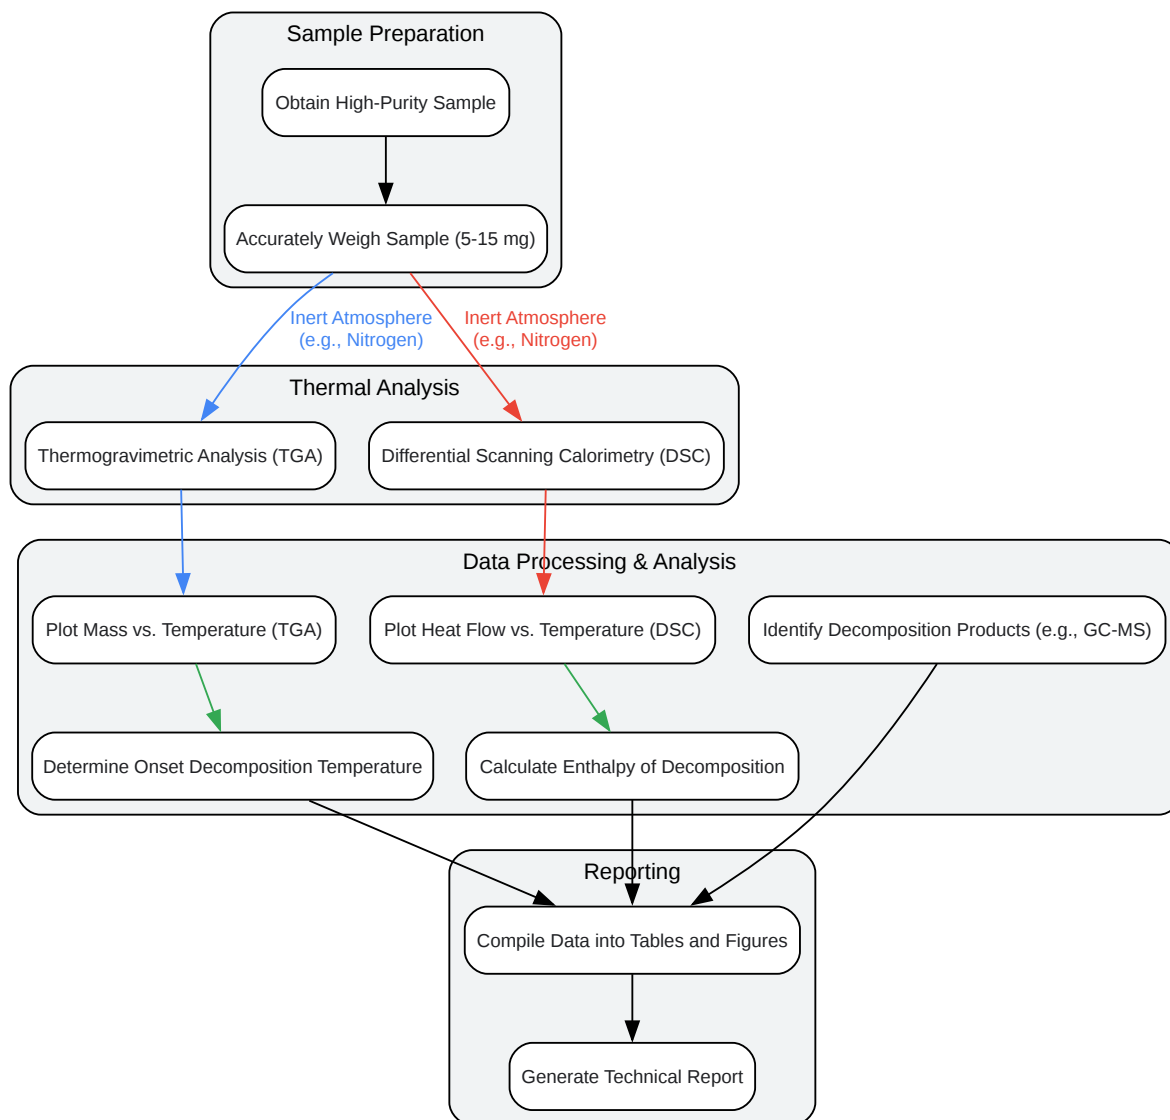 Sample Preparation
Obtain High-Purity Sample
Accurately Weigh Sample (5-15 mg)
Inert Atmosphere
(e.g., Nitrogen)
Inert Atmosphere
(e.g., Nitrogen)
Thermal Analysis
Thermogravimetric Analysis (TGA)
Differential Scanning Calorimetry (DSC)
Data Processing & Analysis
Plot Mass vs. Temperature (TGA)
Plot Heat Flow vs. Temperature (DSC)
Identify Decomposition Products (e.g., GC-MS)
Determine Onset Decomposition Temperature
Calculate Enthalpy of Decomposition
Reporting
Compile Data into Tables and Figures
Generate Technical Report